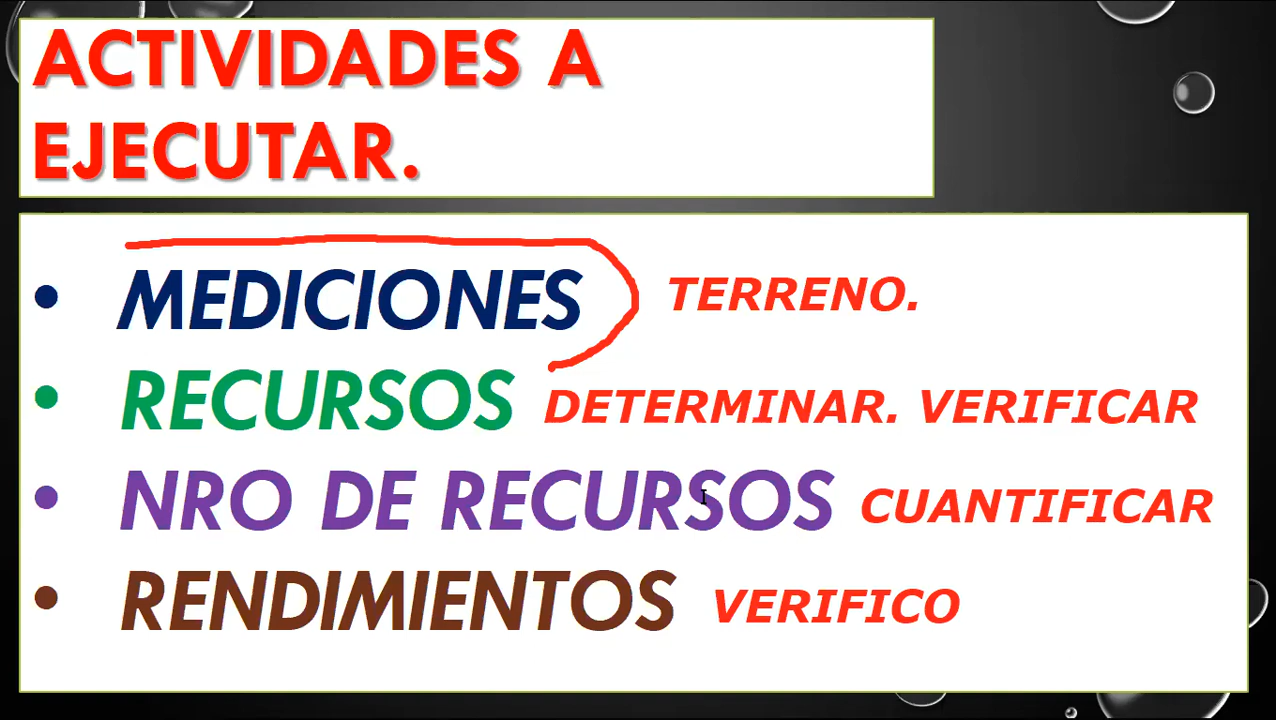 ACTIVIDADES A
EJECUTAR.
• MEDICIONES TERRENO.
• RECURSOS DETERMINAR. VERIFICAR
• NRO DE RECURSOS CUANTIFICAR
• RENDIMIENTOS VERIFICO